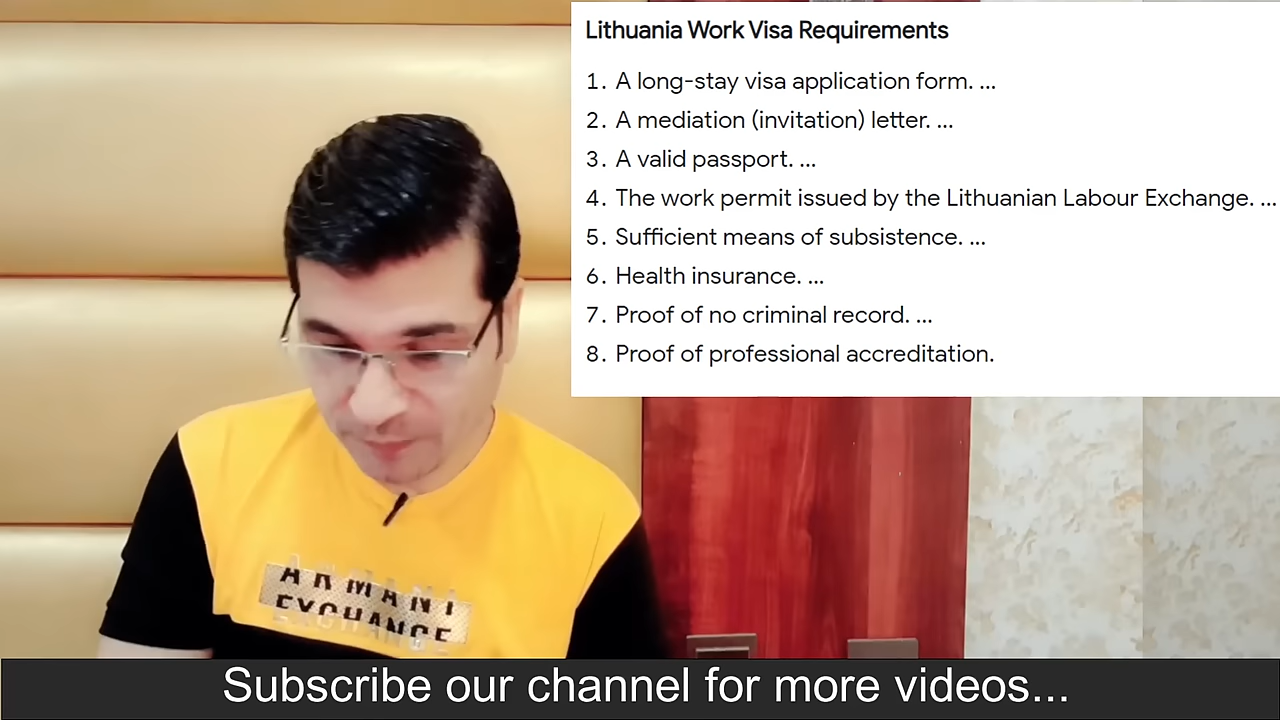 Lithuania Work Visa Requirements
1. A long-stay visa application form. ...
2. A mediation (invitation) letter. ...
3. A valid passport. ...
4. The work permit issued by the Lithuanian Labour Exchange. ...
5. Sufficient means of subsistence. ...
6. Health insurance. ...
7. Proof of no criminal record. ...
8. Proof of professional accreditation.
ARMANI
EXCHANGE
Subscribe our channel for more videos...